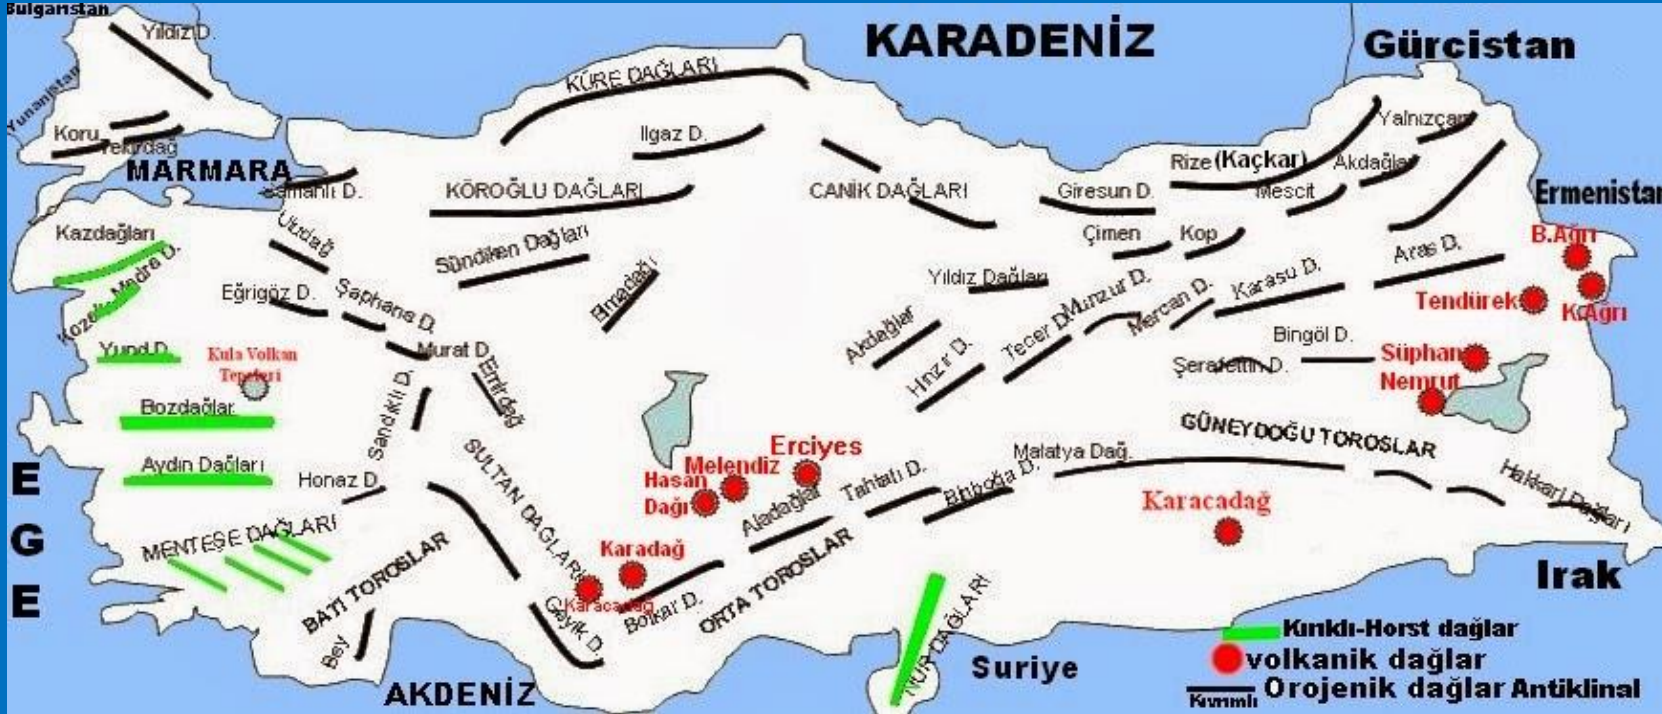 Bulgaristan
Yıldız D.
KARADENİZ
Gürcistan
KÜRE DAĞLARI
Yunanistan
Koru
Tekirdağ
Ilgaz D.
Yalnızçam
MARMARA
Samanlı D.
KÖROĞLU DAĞLARI
CANİK DAĞLARI
Giresun D.
Rize (Kaçkar)
Akdağlar
Mescit
Ermenistan
Kazdağları
Uludağ
Sündiken Dağları
Çimen
Kop
B.Ağrı
Aras D.
Madra D.
Kozak
Eğrigöz D.
Şaphane D.
Elmadağı
Yıldız Dağları
Munzur D.
Mercan D.
Karasu D.
Tendürek
K.Ağrı
Yund D.
Kula Volkan
Tepeleri
Murat D.
Emirdağ
Akdağlar
Hınzır D.
Tecer D.
Şerafettin D.
Bingöl D.
Süphan
Nemrut
Bozdağlar
Sandıklı D.
GÜNEYDOĞU TOROSLAR
Aydın Dağları
Honaz D.
SULTAN DAĞLARI
Hasan
Dağı
Melendiz
Erciyes
Aladağlar
Tahtalı D.
Binboğa D.
Malatya Dağ.
Karacadağ
Hakkari Dağları
EGE
MENTEŞE DAĞLARI
BATI TOROSLAR
Karadağ
Karacadağ
Geyik D.
Bolkar D.
ORTA TOROSLAR
Bey
NUR DAĞLARI
Irak
AKDENİZ
Suriye
Kırıklı-Horst dağlar
volkanik dağlar
Kıvrımlı Orojenik dağlar Antiklinal